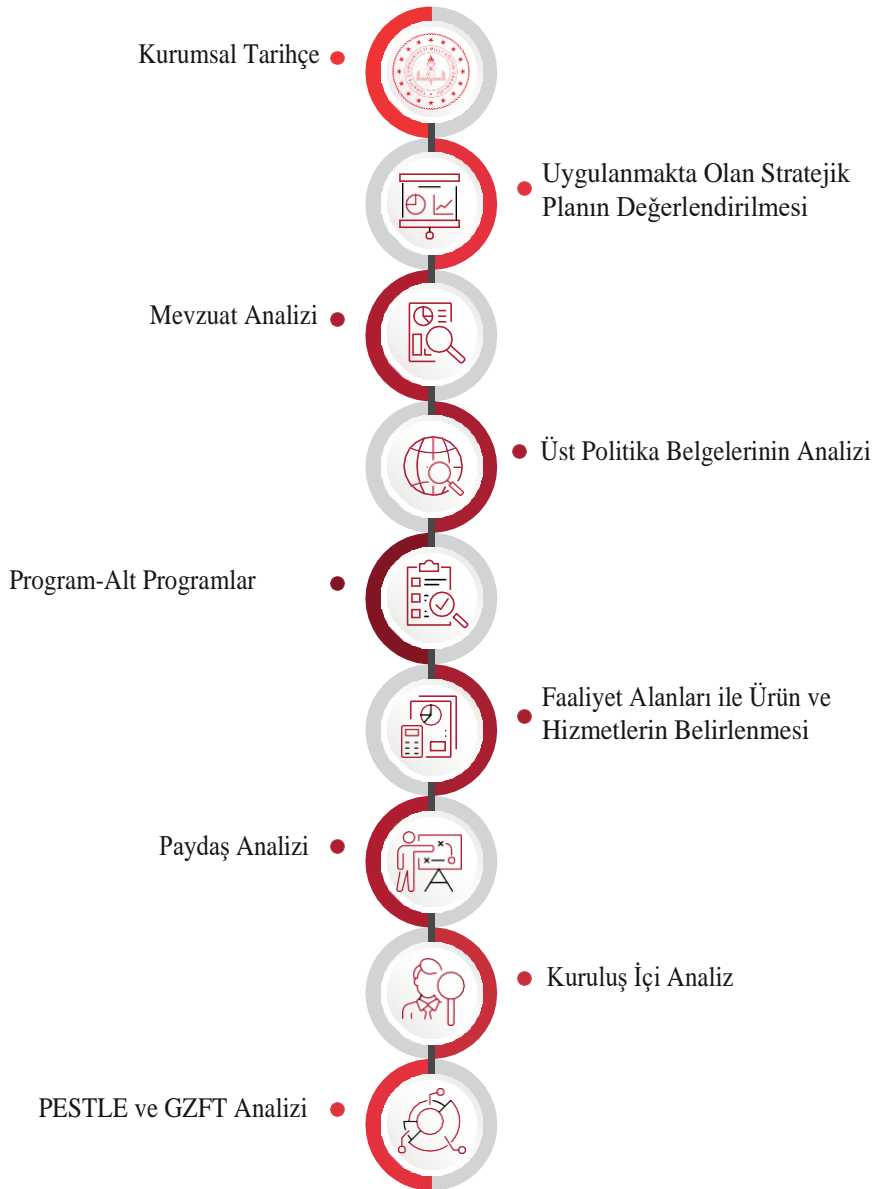 Kurumsal Tarihçe
Uygulanmakta Olan Stratejik
Planın Değerlendirilmesi
Mevzuat Analizi
Üst Politika Belgelerinin Analizi
Program-Alt Programlar
Faaliyet Alanları ile Ürün ve
Hizmetlerin Belirlenmesi
Paydaş Analizi
Kuruluş İçi Analiz
PESTLE ve GZFT Analizi